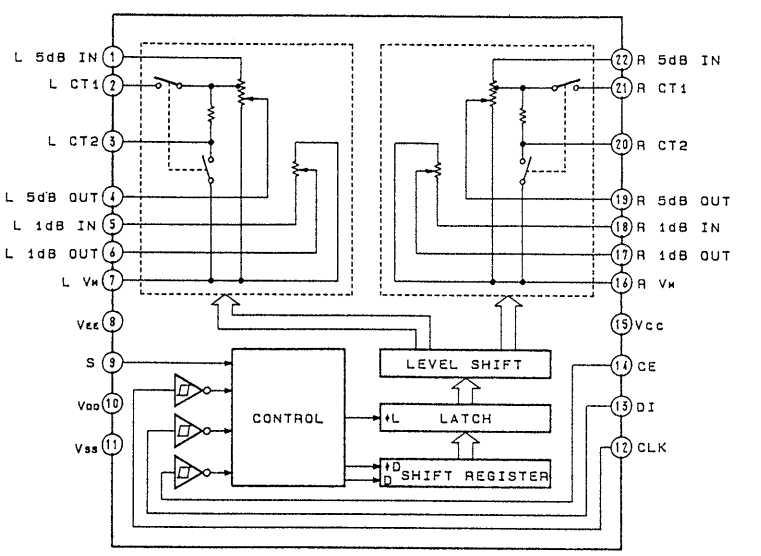 L 5dB IN 1
L CT1 2
L CT2 3
L 5dB OUT 4
L 1dB IN 5
L 1dB OUT 6
L VM 7
VEE 8
S 9
VDD 10
VSS 11
22 R 5dB IN
21 R CT1
20 R CT2
19 R 5dB OUT
18 R 1dB IN
17 R 1dB OUT
16 R VM
15 VCC
14 CE
13 DI
12 CLK
CONTROL
LEVEL SHIFT
ϕL LATCH
ϕD
D SHIFT REGISTER